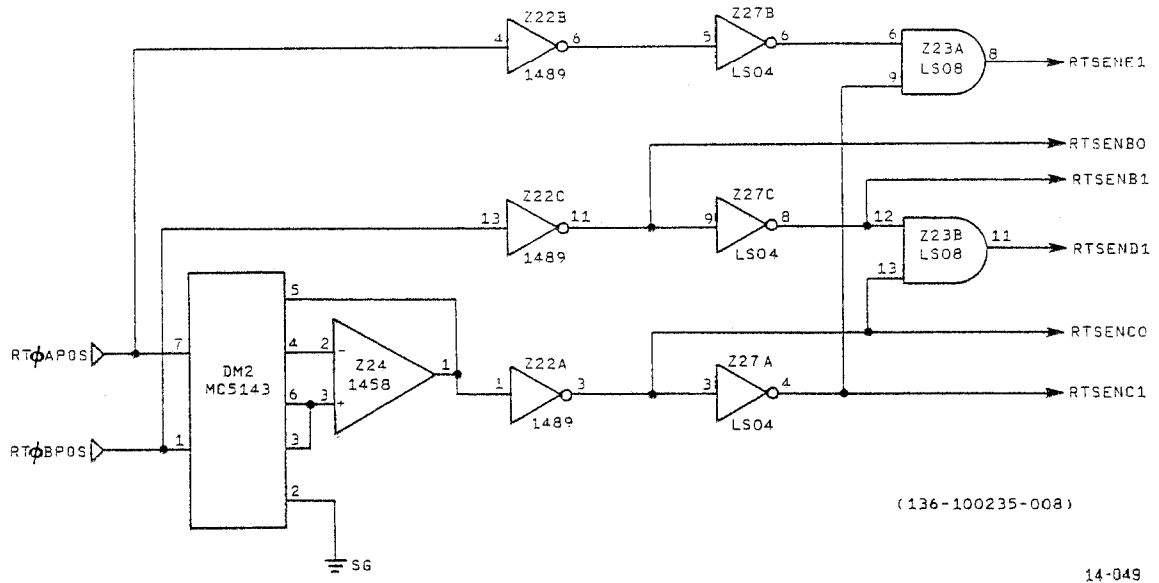 Z22B
Z27B
4
6
5
6
6
Z23A
LS08
8
9
1489
LS04
RTSENE1
RTSENB0
RTSENB1
Z22C
Z27C
13
11
9
8
12
Z23B
LS08
11
13
1489
LS04
RTSEND1
5
RTϕAPOS
7
4
2
-
Z24
1458
1
DM2
MC5143
6
3
+
3
RTϕBPOS
1
2
SG
Z22A
Z27A
1
3
3
4
1489
LS04
RTSENC0
RTSENC1
(136-100235-008)
14-049